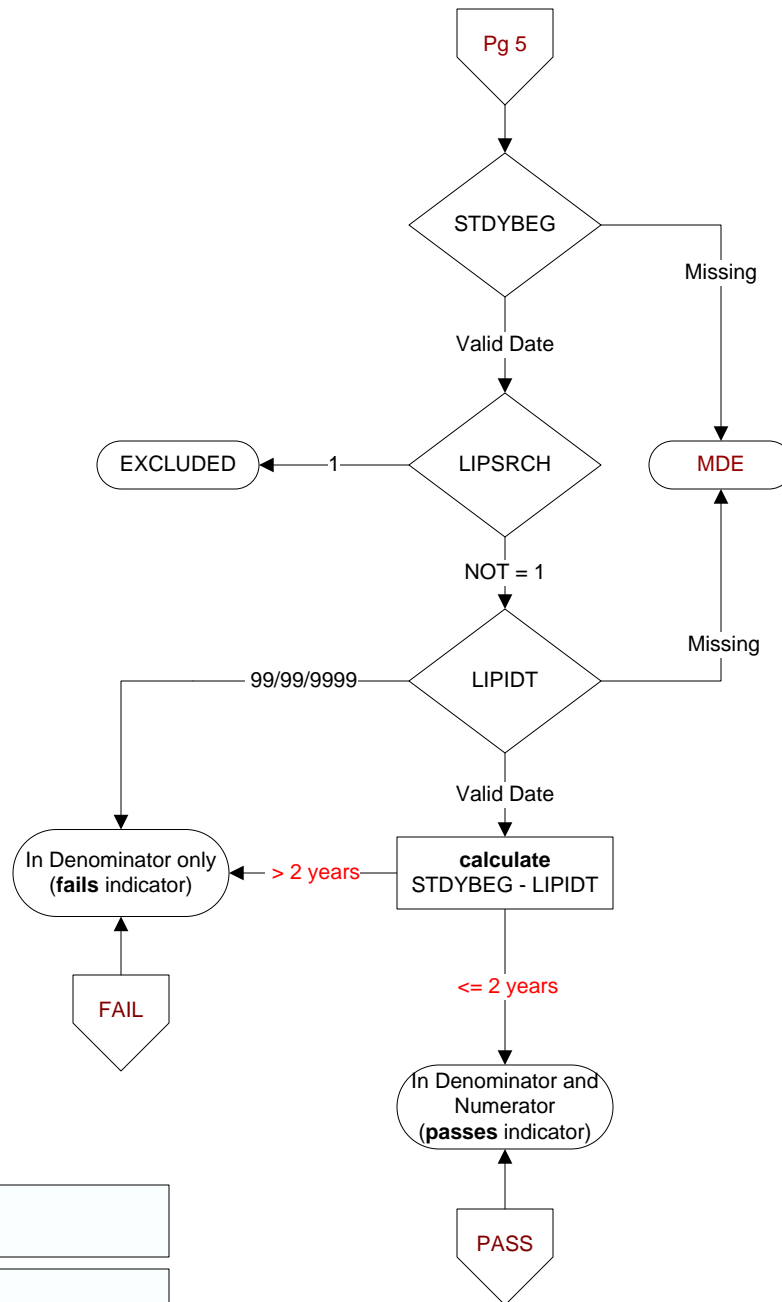 Pg 5
STDYBEG
Missing
Valid Date
EXCLUDED
1
LIPSRCH
MDE
NOT = 1
99/99/9999
LIPIDT
Missing
Valid Date
In Denominator only
(fails indicator)
> 2 years
calculate
STDYBEG - LIPIDT
FAIL
<= 2 years
In Denominator and
Numerator
(passes indicator)
PASS